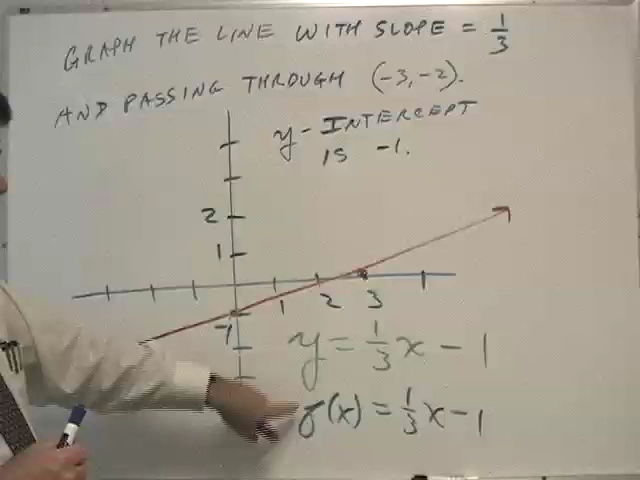 GRAPH THE LINE WITH SLOPE = 1/3
AND PASSING THROUGH (-3,-2).
y-INTERCEPT
IS -1.
2
1
1 2 3
-1
y = 1/3 x - 1
f(x) = 1/3 x - 1